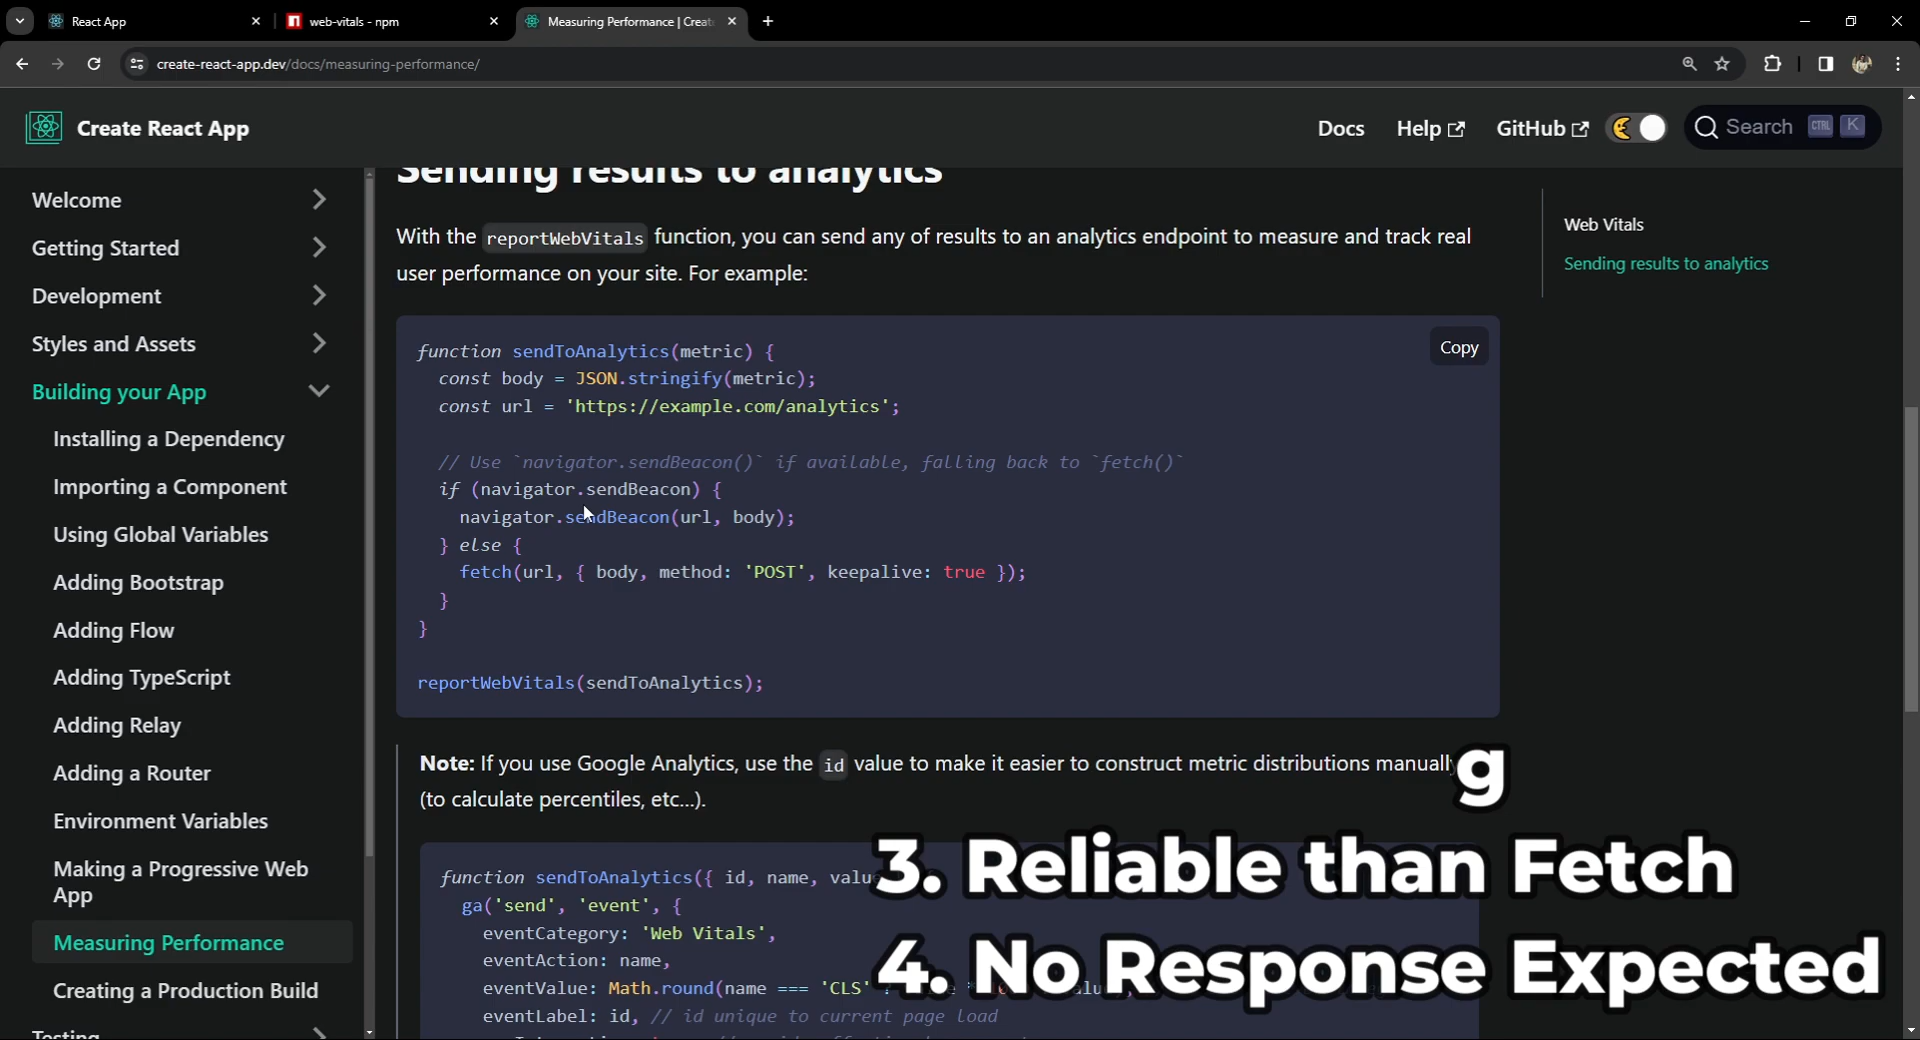 React App
web-vitals - npm
Measuring Performance | Create
create-react-app.dev/docs/measuring-performance/
Create React App
Docs
Help
GitHub
Search
CTRL K
Welcome
Getting Started
Development
Styles and Assets
Building your App
Installing a Dependency
Importing a Component
Using Global Variables
Adding Bootstrap
Adding Flow
Adding TypeScript
Adding Relay
Adding a Router
Environment Variables
Making a Progressive Web
App
Measuring Performance
Creating a Production Build
Testing
Sending results to analytics
With the reportWebVitals function, you can send any of results to an analytics endpoint to measure and track real
user performance on your site. For example:
Copy
function sendToAnalytics(metric) {
const body = JSON.stringify(metric);
const url = 'https://example.com/analytics';
// Use `navigator.sendBeacon()` if available, falling back to `fetch()`
if (navigator.sendBeacon) {
navigator.sendBeacon(url, body);
} else {
fetch(url, { body, method: 'POST', keepalive: true });
}
}
reportWebVitals(sendToAnalytics);
Note: If you use Google Analytics, use the id value to make it easier to construct metric distributions manually
(to calculate percentiles, etc…).
function sendToAnalytics({ id, name, value
ga('send', 'event', {
eventCategory: 'Web Vitals',
eventAction: name,
eventValue: Math.round(name === 'CLS'
eventLabel: id, // id unique to current page load
g
3. Reliable than Fetch
4. No Response Expected
Web Vitals
Sending results to analytics